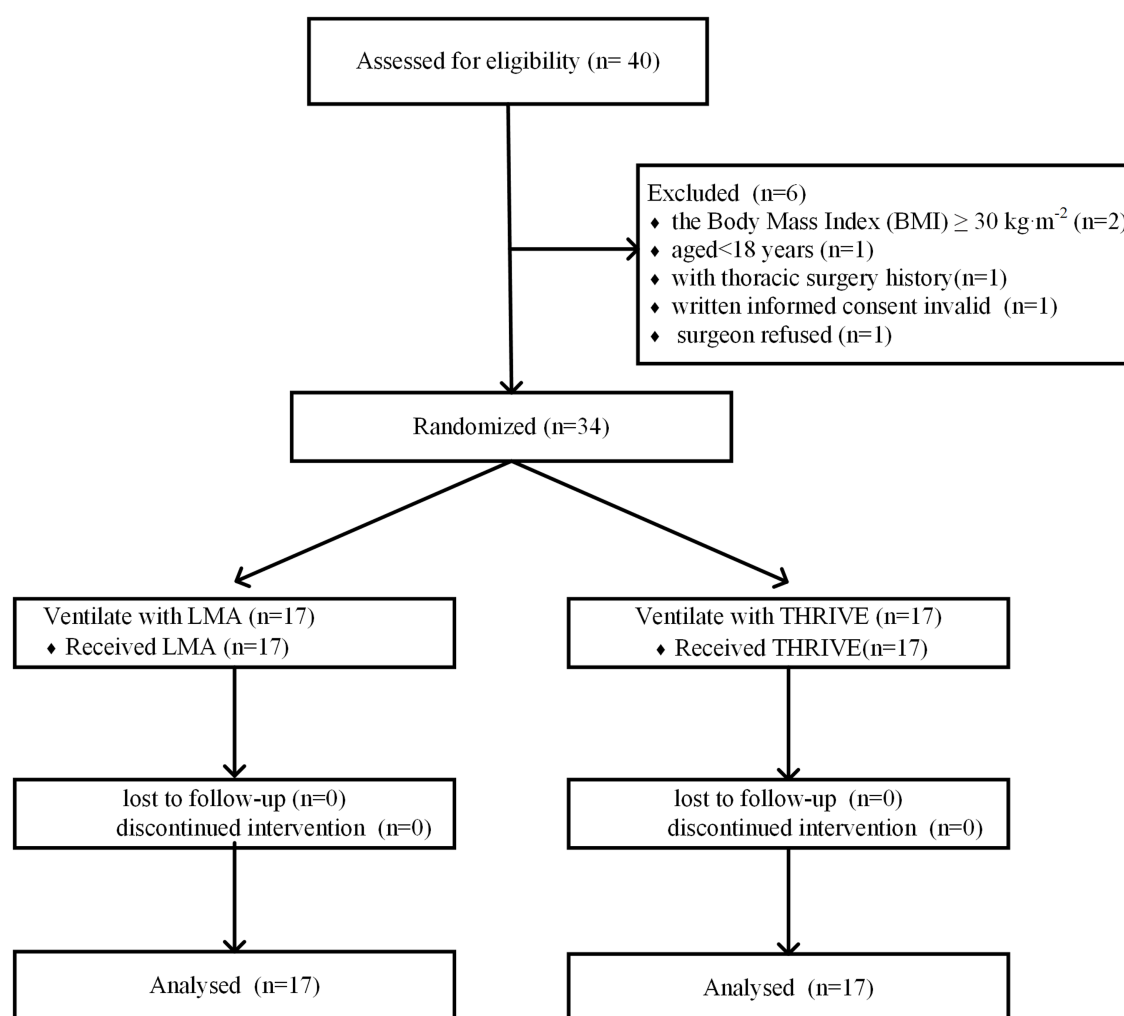 Assessed for eligibility (n= 40)
Excluded (n=6)
♦ the Body Mass Index (BMI) ≥ 30 kg·m⁻² (n=2)
♦ aged<18 years (n=1)
♦ with thoracic surgery history(n=1)
♦ written informed consent invalid (n=1)
♦ surgeon refused (n=1)
Randomized (n=34)
Ventilate with LMA (n=17)
♦ Received LMA (n=17)
Ventilate with THRIVE (n=17)
♦ Received THRIVE(n=17)
lost to follow-up (n=0)
discontinued intervention (n=0)
lost to follow-up (n=0)
discontinued intervention (n=0)
Analysed (n=17)
Analysed (n=17)